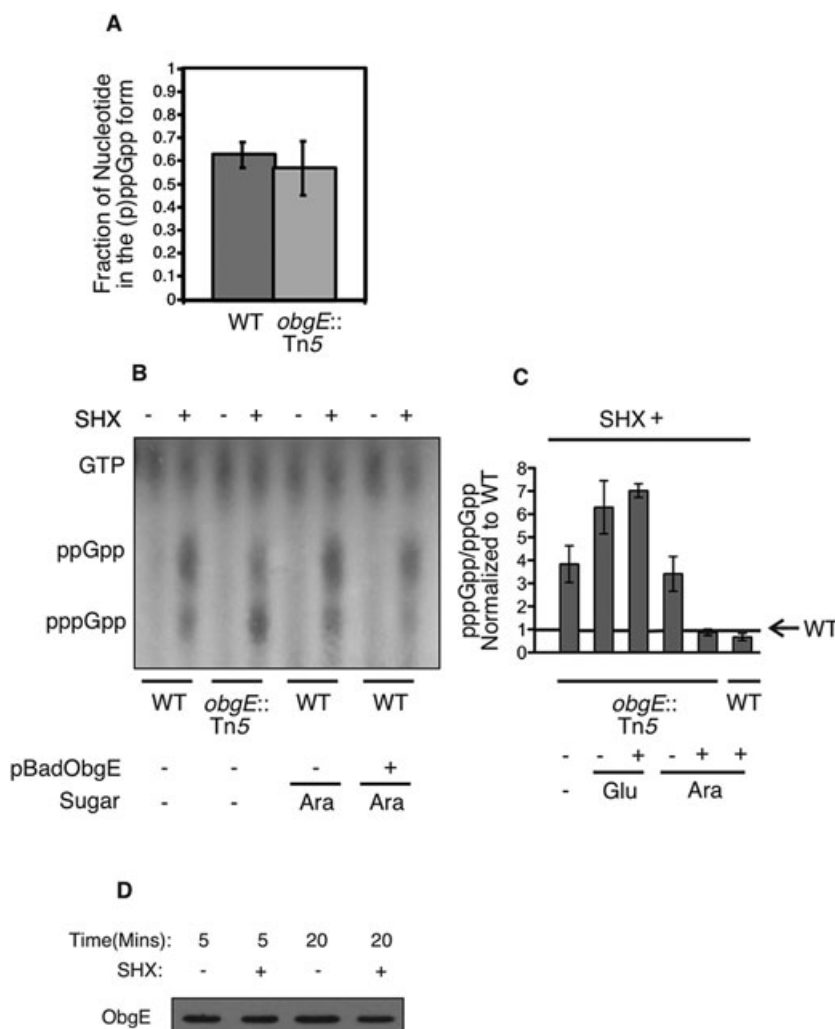 A
Fraction of Nucleotide
in the (p)ppGpp form
1
0.9
0.8
0.7
0.6
0.5
0.4
0.3
0.2
0.1
0
WT obgE::
Tn5
B
SHX - + - + - + - +
GTP
ppGpp
pppGpp
WT obgE:: WT WT
Tn5
pBadObgE - - - +
Sugar - - Ara Ara
C
SHX +
pppGpp/ppGpp
Normalized to WT
8
7
6
5
4
3
2
1
0
WT
obgE:: WT
Tn5
- - + - + +
- Glu Ara
D
Time(Mins): 5 5 20 20
SHX: - + - +
ObgE